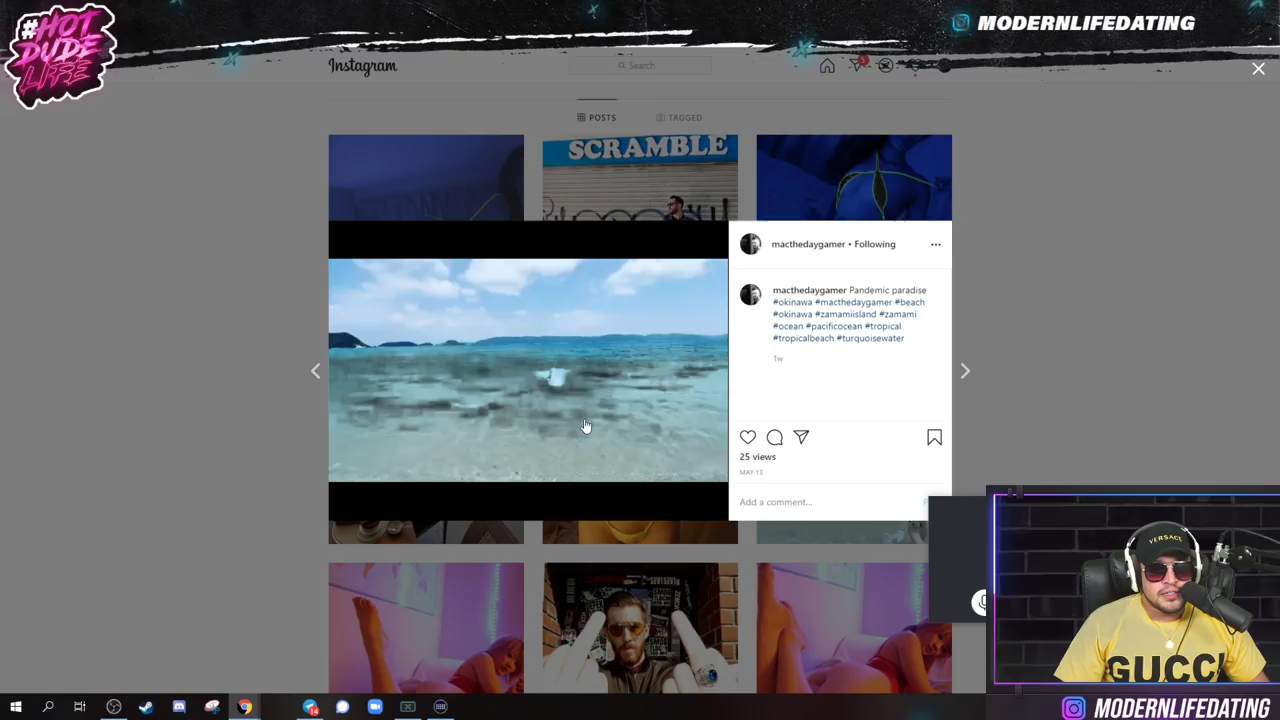 #HOT
DUDE
LIFE
MODERNLIFEDATING
Instagram
Search
POSTS
TAGGED
SCRAMBLE
macthedaygamer • Following
macthedaygamer Pandemic paradise
#okinawa #macthedaygamer #beach
#okinawa #zamamiisland #zamami
#ocean #pacificocean #tropical
#tropicalbeach #turquoisewater
1w
25 views
MAY 13
Add a comment...
VERSACE
GUCCI
MODERNLIFEDATING